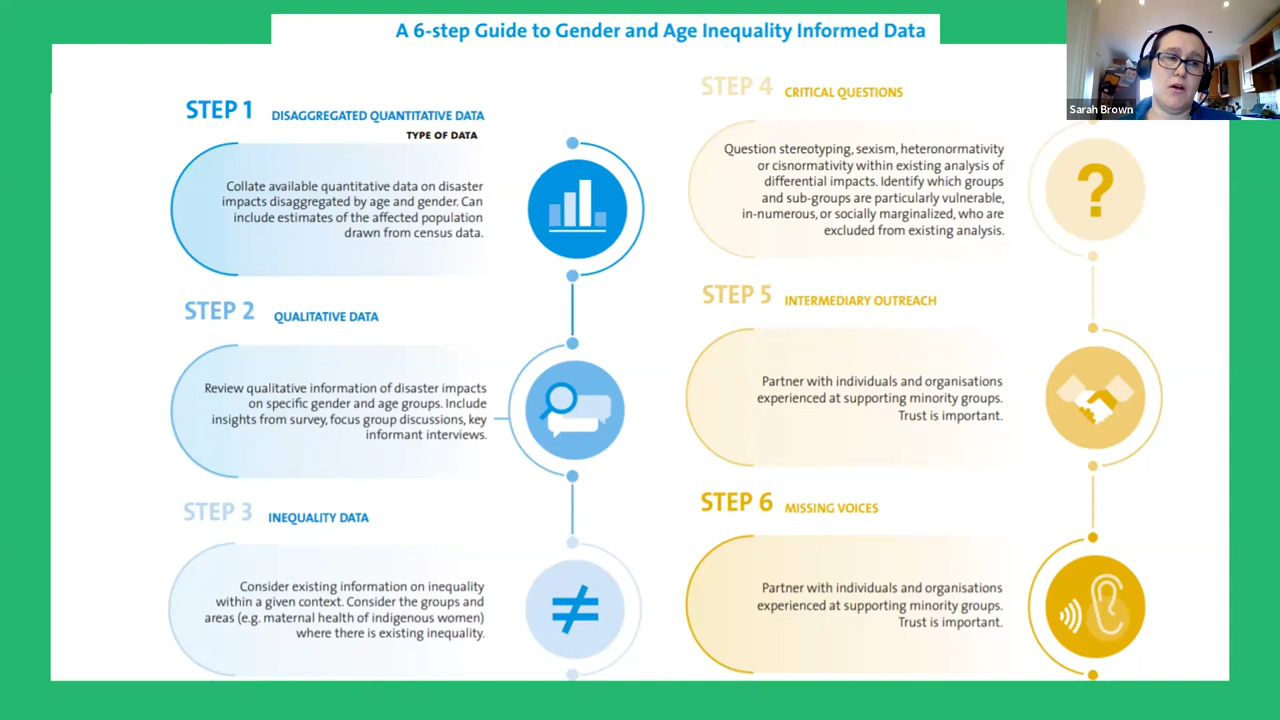 A 6-step Guide to Gender and Age Inequality Informed Data
Sarah Brown
STEP 1 DISAGGREGATED QUANTITATIVE DATA
TYPE OF DATA
Collate available quantitative data on disaster
impacts disaggregated by age and gender. Can
include estimates of the affected population
drawn from census data.
STEP 2 QUALITATIVE DATA
Review qualitative information of disaster impacts
on specific gender and age groups. Include
insights from survey, focus group discussions, key
informant interviews.
STEP 3 INEQUALITY DATA
Consider existing information on inequality
within a given context. Consider the groups and
areas (e.g. maternal health of indigenous women)
where there is existing inequality.
STEP 4 CRITICAL QUESTIONS
Question stereotyping, sexism, heteronormativity
or cisnormativity within existing analysis of
differential impacts. Identify which groups
and sub-groups are particularly vulnerable,
in-numerous, or socially marginalized, who are
excluded from existing analysis.
?
STEP 5 INTERMEDIARY OUTREACH
Partner with individuals and organisations
experienced at supporting minority groups.
Trust is important.
STEP 6 MISSING VOICES
Partner with individuals and organisations
experienced at supporting minority groups.
Trust is important.